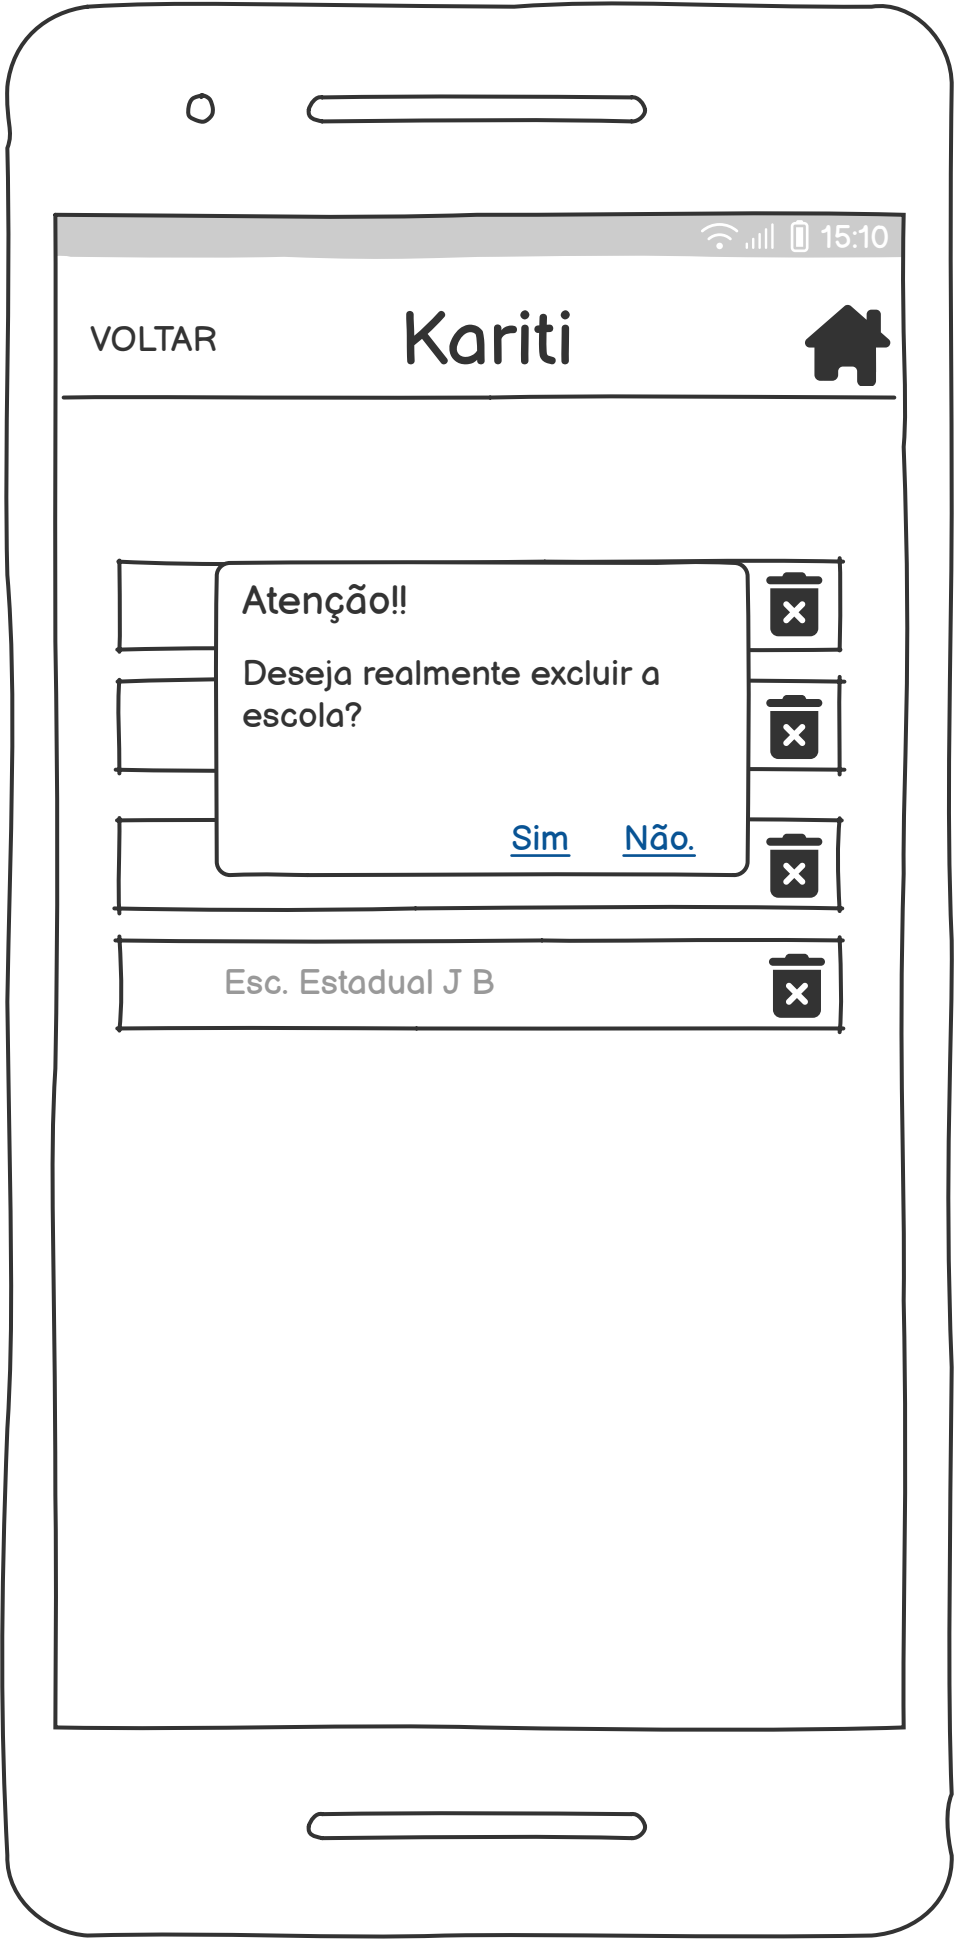 15:10
VOLTAR
Kariti
Atenção!!
Deseja realmente excluir a
escola?
Sim Não.
Esc. Estadual J B